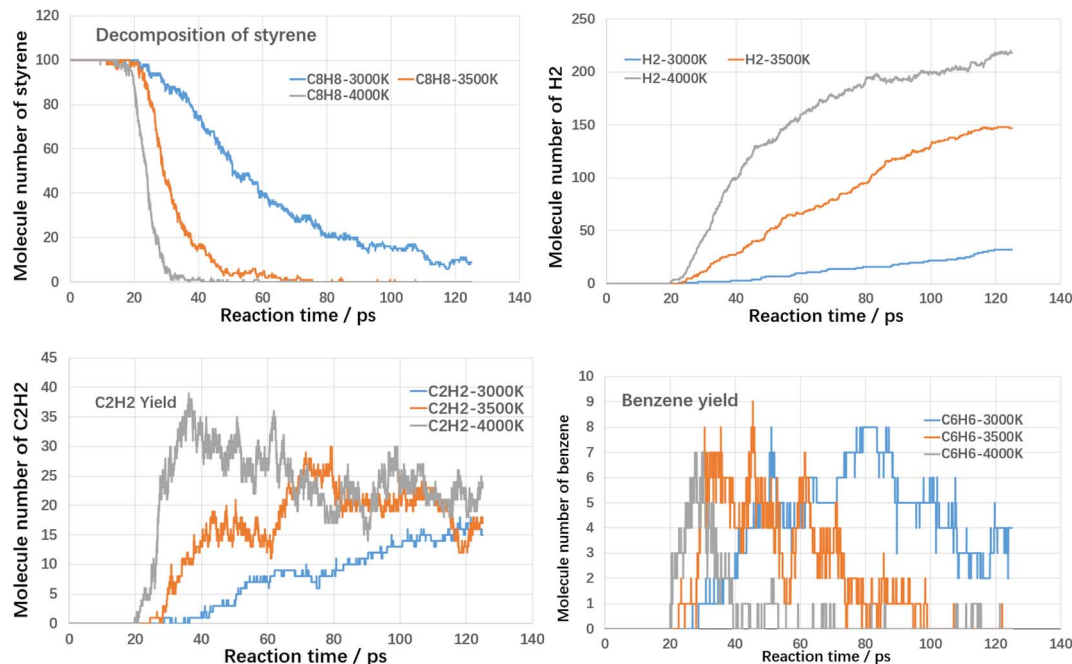 Decomposition of styrene
C8H8-3000K C8H8-3500K
C8H8-4000K
Molecule number of styrene
120
100
80
60
40
20
0
0 20 40 60 80 100 120 140
Reaction time / ps
H2-3000K H2-3500K
H2-4000K
Molecule number of H2
250
200
150
100
50
0
0 20 40 60 80 100 120 140
Reaction time / ps
C2H2 Yield
C2H2-3000K
C2H2-3500K
C2H2-4000K
Molecule number of C2H2
45
40
35
30
25
20
15
10
5
0
0 20 40 60 80 100 120 140
Reaction time / ps
Benzene yield
C6H6-3000K
C6H6-3500K
C6H6-4000K
Molecule number of benzene
10
9
8
7
6
5
4
3
2
1
0
0 20 40 60 80 100 120 140
Reaction time / ps